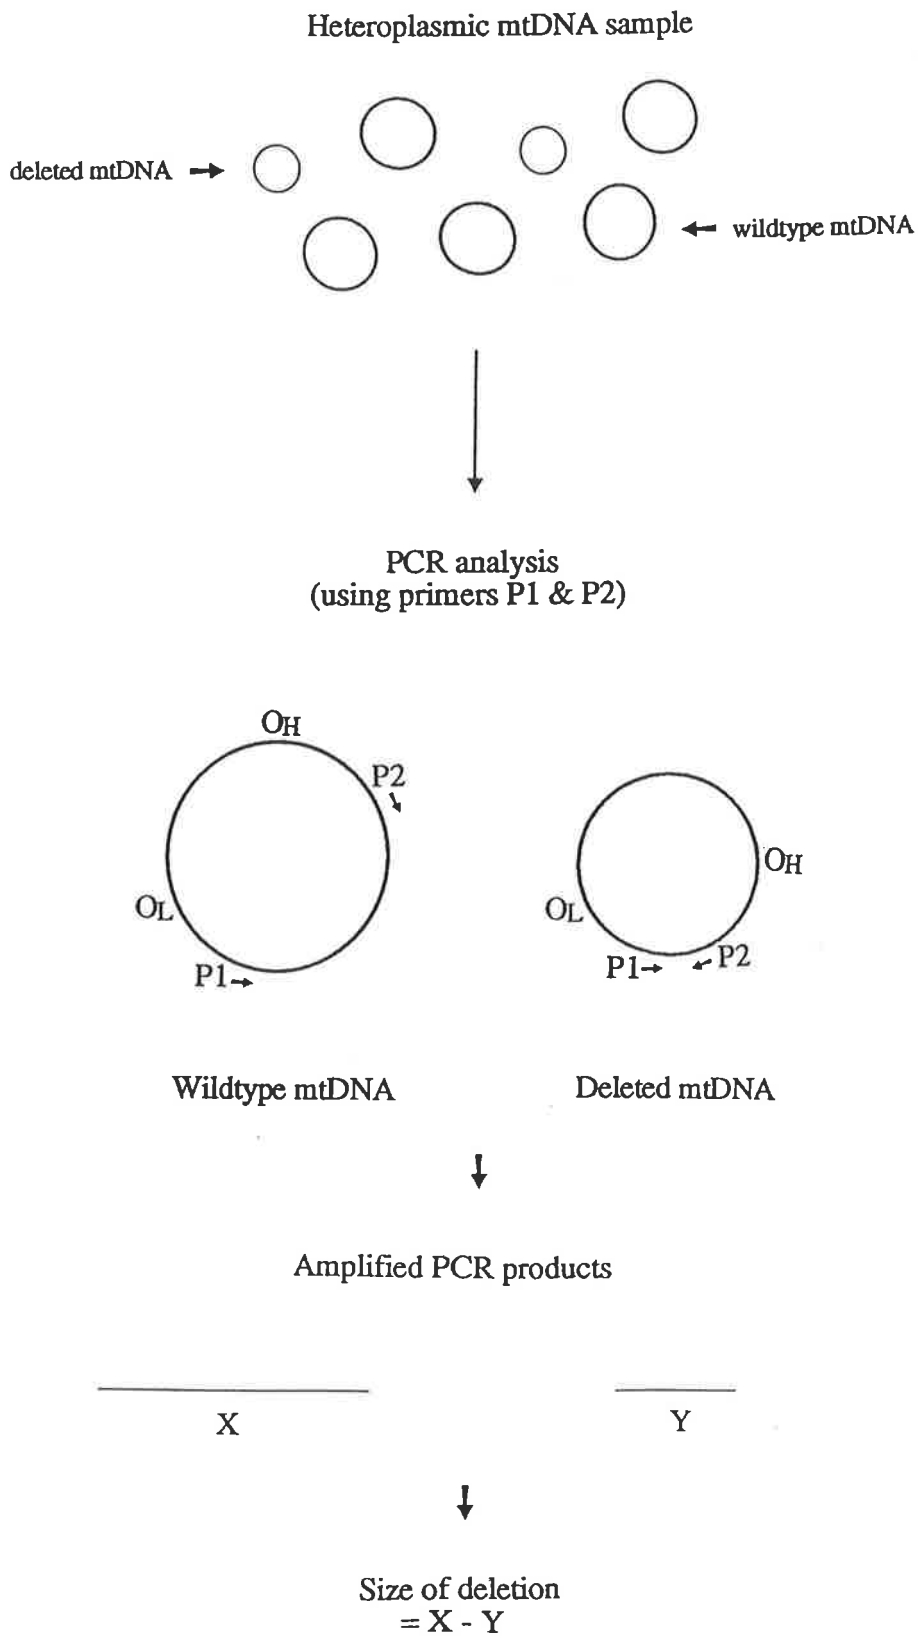 Heteroplasmic mtDNA sample
deleted mtDNA
wildtype mtDNA
PCR analysis
(using primers P1 & P2)
OH
P2
OL
P1
OH
OL
P1
P2
Wildtype mtDNA
Deleted mtDNA
Amplified PCR products
X
Y
Size of deletion
= X - Y